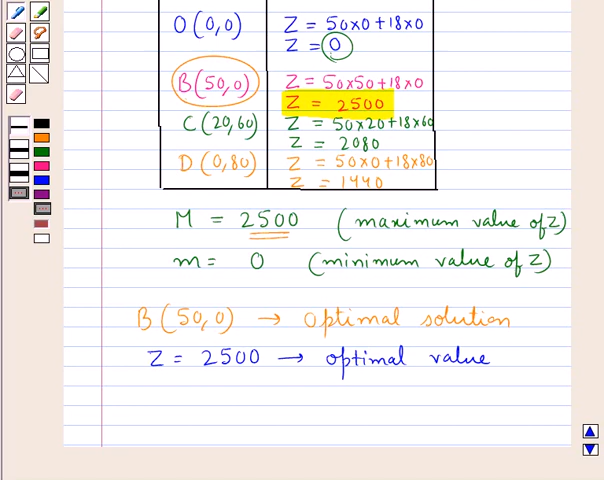 O(0,0) Z = 50×0+18×0
Z = 0
B(50,0) Z = 50×50+18×0
Z = 2500
C(20,60) Z = 50×20+18×60
Z = 2080
D(0,80) Z = 50×0+18×80
Z = 1440
M = 2500 (maximum value of Z)
m = 0 (minimum value of Z)
B(50,0) → optimal solution
Z = 2500 → optimal value